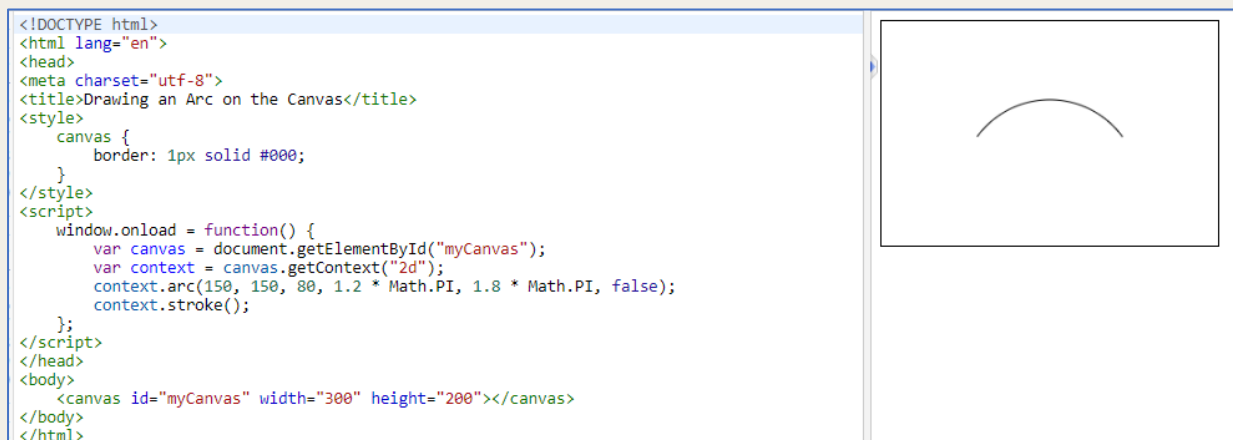 <!DOCTYPE html>
<html lang="en">
<head>
<meta charset="utf-8">
<title>Drawing an Arc on the Canvas</title>
<style>
    canvas {
        border: 1px solid #000;
    }
</style>
<script>
    window.onload = function() {
        var canvas = document.getElementById("myCanvas");
        var context = canvas.getContext("2d");
        context.arc(150, 150, 80, 1.2 * Math.PI, 1.8 * Math.PI, false);
        context.stroke();
    };
</script>
</head>
<body>
    <canvas id="myCanvas" width="300" height="200"></canvas>
</body>
</html>